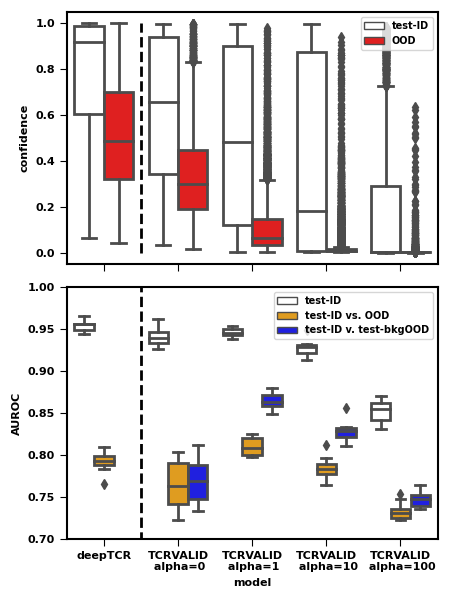 1.0
0.8
0.6
0.4
0.2
0.0
confidence
test-ID
OOD
1.00
0.95
0.90
0.85
0.80
0.75
0.70
AUROC
test-ID
test-ID vs. OOD
test-ID v. test-bkgOOD
deepTCR
TCRVALID
alpha=0
TCRVALID
alpha=1
TCRVALID
alpha=10
TCRVALID
alpha=100
model